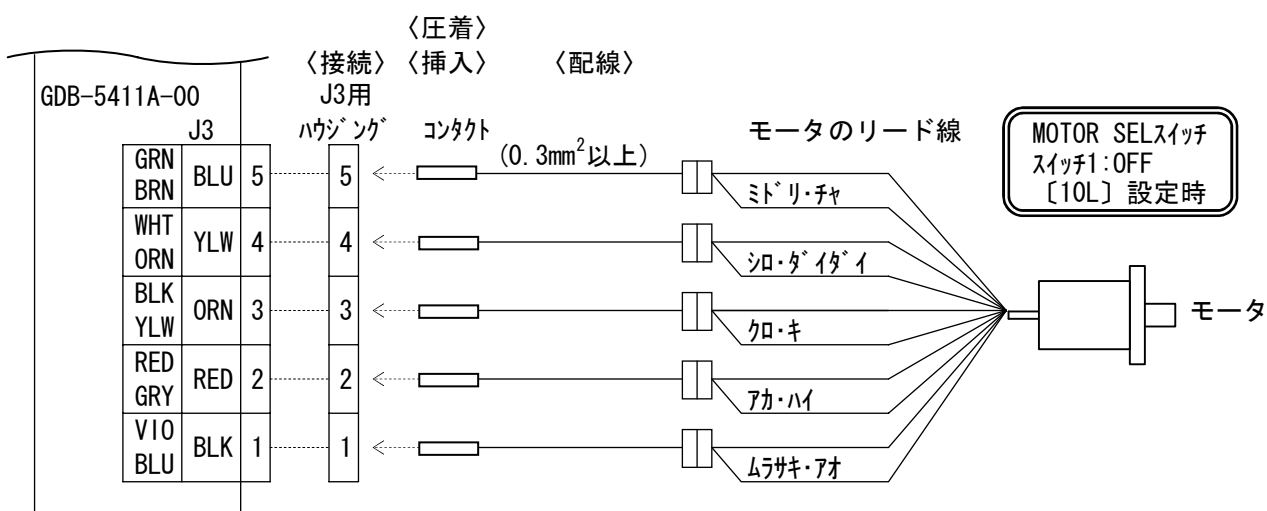 〈圧着〉
〈接続〉〈挿入〉 〈配線〉
GDB-5411A-00 J3用
J3 ﾊｳｼﾞﾝｸﾞ ｺﾝﾀｸﾄ モータのリード線
(0.3mm²以上)
MOTOR SELｽｲｯﾁ
ｽｲｯﾁ1:OFF
〔10L〕設定時
GRN
BRN BLU 5 5
ﾐﾄﾞﾘ・ﾁｬ
WHT
ORN YLW 4 4
ｼﾛ・ﾀﾞｲﾀﾞｲ
BLK
YLW ORN 3 3
ｸﾛ・ｷ
モータ
RED
GRY RED 2 2
ｱｶ・ﾊｲ
VIO
BLU BLK 1 1
ﾑﾗｻｷ・ｱｵ